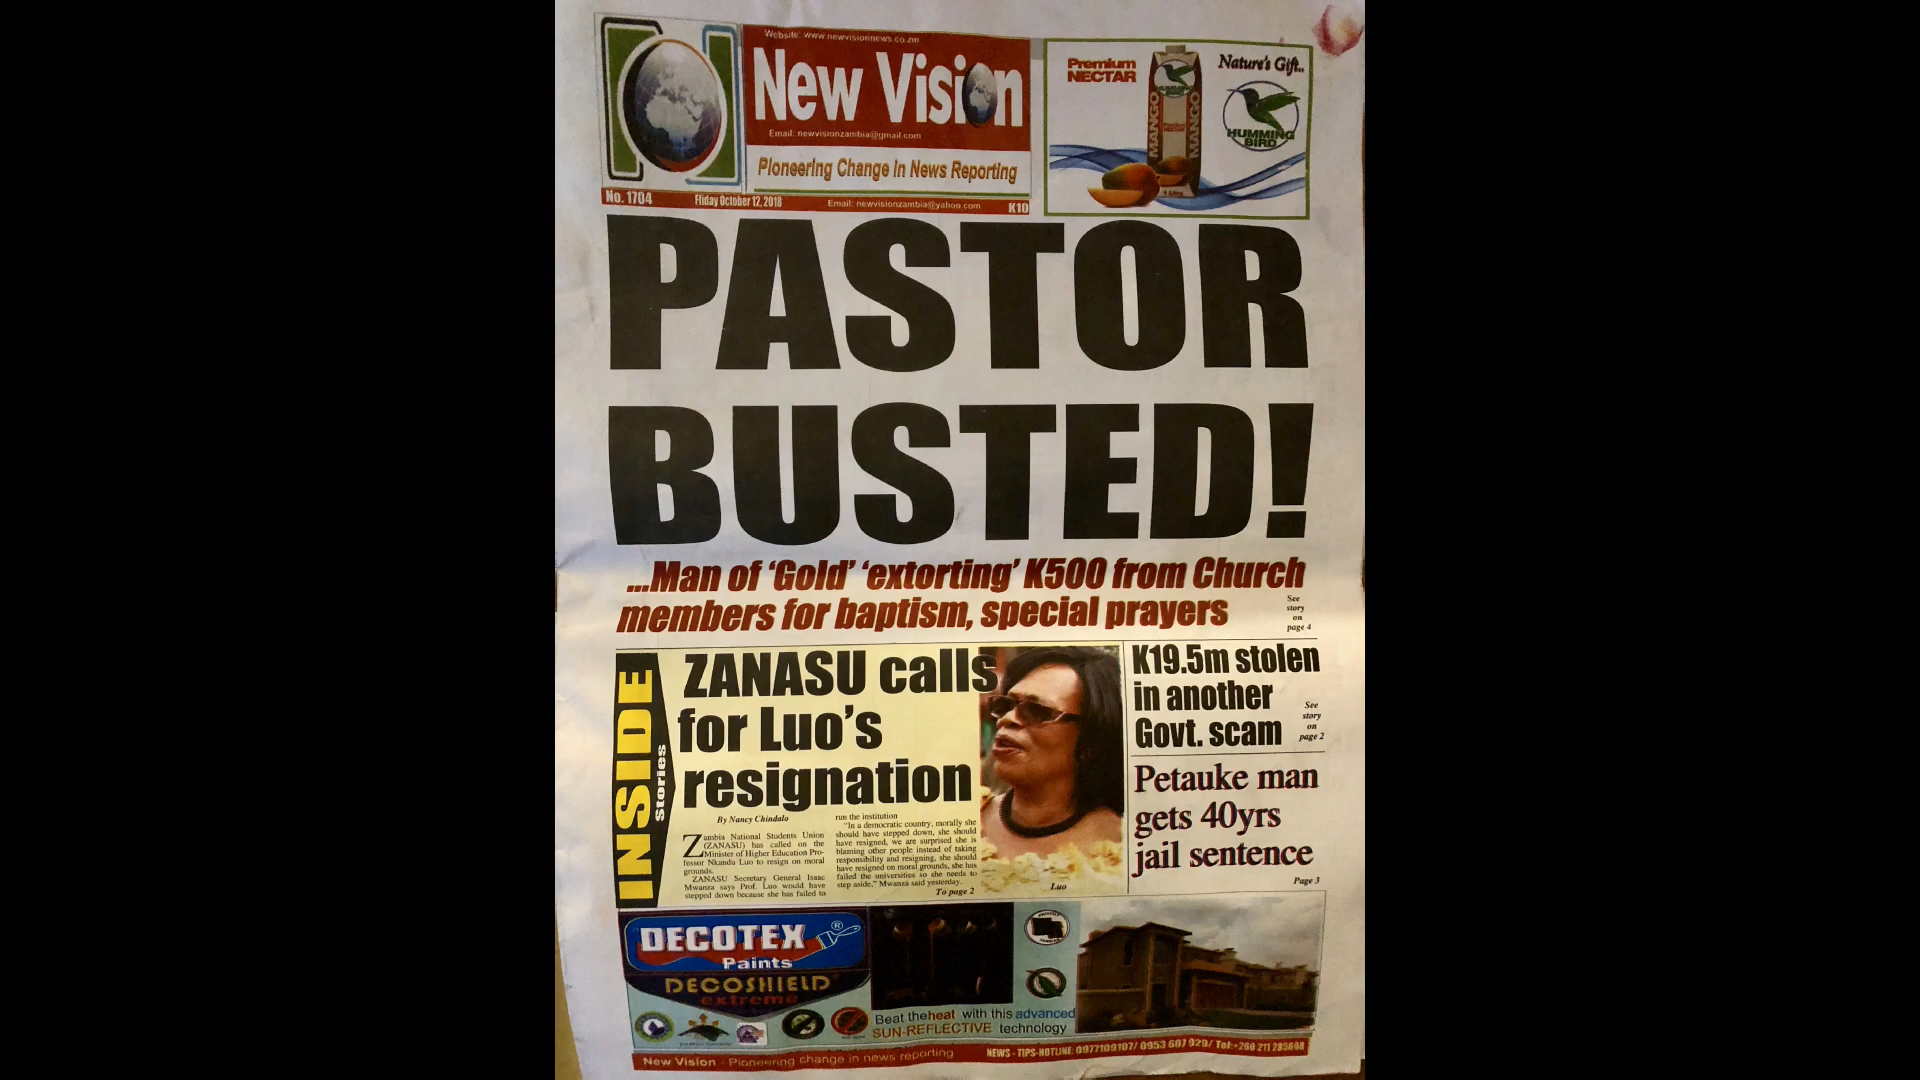 Website: www.newvisionnews.co.zm
New Vision
Email: newvisionzambia@gmail.com
Pioneering Change In News Reporting
No. 1704
Friday October 12, 2018
Email: newvisionzambia@yahoo.com
K10
Premium
NECTAR
HUMMING
BIRD
MANGO
MANGO
1 Litre
Nature's Gift..
HUMMING
BIRD
PASTOR
BUSTED!
...Man of ‘Gold’ ‘extorting’ K500 from Church
members for baptism, special prayers
See
story
on
page 4
INSIDE
Stories
ZANASU calls
for Luo’s
resignation
By Nancy Chindalo
Zambia National Students Union
(ZANASU) has called on the
Minister of Higher Education Pro-
fessor Nkandu Luo to resign on moral
grounds.
ZANASU Secretary General Isaac
Mwanza says Prof. Luo would have
stepped down because she has failed to
run the institution
“In a democratic country, morally she
should have stepped down, she should
have resigned, we are surprised she is
blaming other people instead of taking
responsibility and resigning, she should
have resigned on moral grounds, she has
failed the universities so she needs to
step aside,” Mwanza said yesterday.
To page 2
Luo
K19.5m stolen
in another
Govt. scam
See
story
on
page 2
Petauke man
gets 40yrs
jail sentence
Page 3
DECOTEX®
Paints
DECOSHIELD
extreme
Beat the heat with this advanced
SUN-REFLECTIVE technology
New Vision - Pioneering change in news reporting
NEWS - TIPS-HOTLINE: 0977109107/ 0953 607 020/ Tel:+260 211 285698